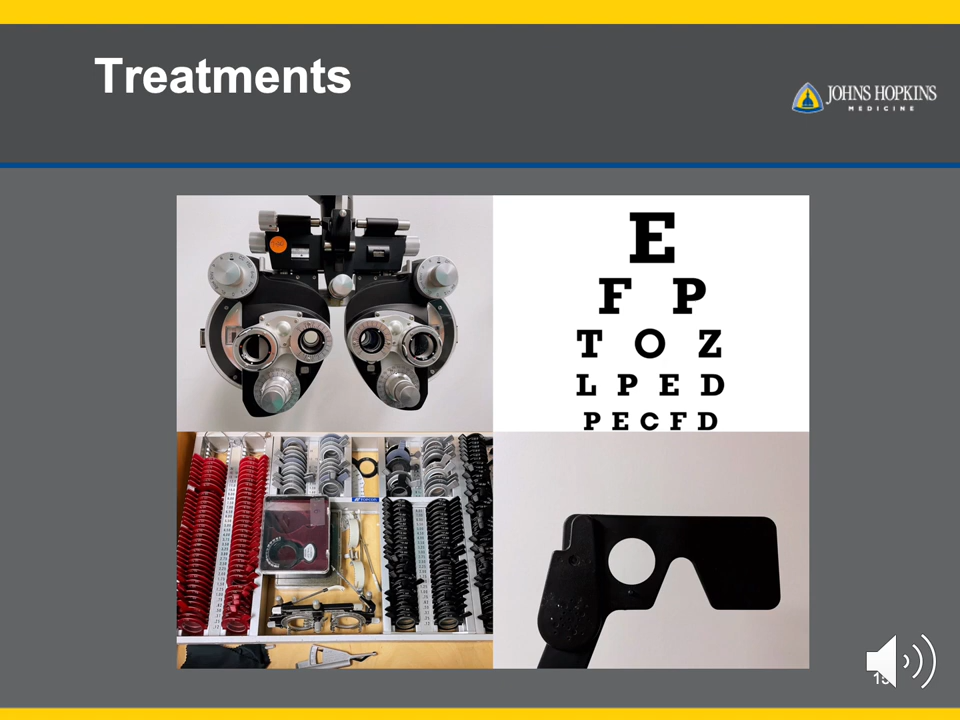 Treatments
JOHNS HOPKINS
MEDICINE
E
F P
T O Z
L P E D
P E C F D